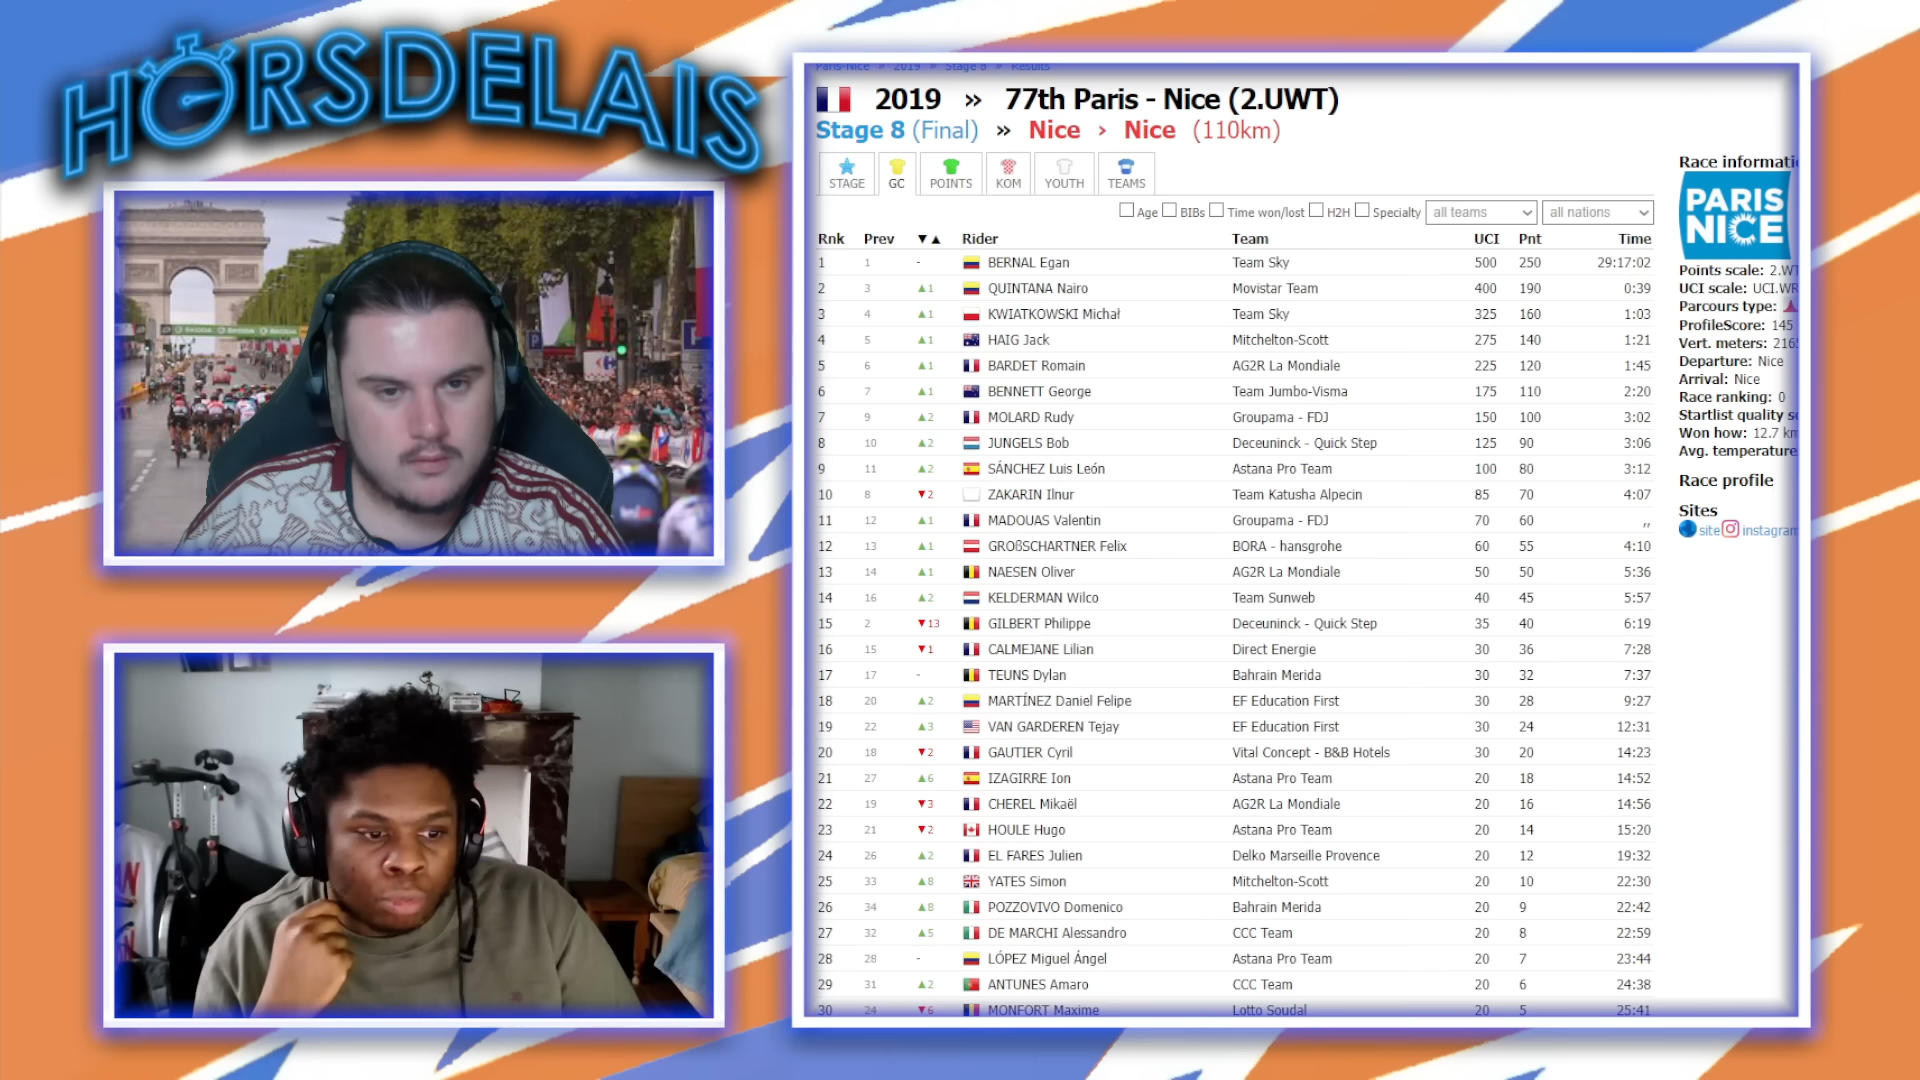 HORSDELAIS
Paris-Nice » 2019 » Stage 8 » Results
2019 » 77th Paris - Nice (2.UWT)
Stage 8 (Final) » Nice › Nice (110km)
STAGE GC POINTS KOM YOUTH TEAMS
Age BIBs Time won/lost H2H Specialty all teams all nations
Rnk Prev ▼▲ Rider Team UCI Pnt Time
1 1 - BERNAL Egan Team Sky 500 250 29:17:02
2 3 ▲1 QUINTANA Nairo Movistar Team 400 190 0:39
3 4 ▲1 KWIATKOWSKI Michał Team Sky 325 160 1:03
4 5 ▲1 HAIG Jack Mitchelton-Scott 275 140 1:21
5 6 ▲1 BARDET Romain AG2R La Mondiale 225 120 1:45
6 7 ▲1 BENNETT George Team Jumbo-Visma 175 110 2:20
7 9 ▲2 MOLARD Rudy Groupama - FDJ 150 100 3:02
8 10 ▲2 JUNGELS Bob Deceuninck - Quick Step 125 90 3:06
9 11 ▲2 SÁNCHEZ Luis León Astana Pro Team 100 80 3:12
10 8 ▼2 ZAKARIN Ilnur Team Katusha Alpecin 85 70 4:07
11 12 ▲1 MADOUAS Valentin Groupama - FDJ 70 60 ,,
12 13 ▲1 GROßSCHARTNER Felix BORA - hansgrohe 60 55 4:10
13 14 ▲1 NAESEN Oliver AG2R La Mondiale 50 50 5:36
14 16 ▲2 KELDERMAN Wilco Team Sunweb 40 45 5:57
15 2 ▼13 GILBERT Philippe Deceuninck - Quick Step 35 40 6:19
16 15 ▼1 CALMEJANE Lilian Direct Energie 30 36 7:28
17 17 - TEUNS Dylan Bahrain Merida 30 32 7:37
18 20 ▲2 MARTÍNEZ Daniel Felipe EF Education First 30 28 9:27
19 22 ▲3 VAN GARDEREN Tejay EF Education First 30 24 12:31
20 18 ▼2 GAUTIER Cyril Vital Concept - B&B Hotels 30 20 14:23
21 27 ▲6 IZAGIRRE Ion Astana Pro Team 20 18 14:52
22 19 ▼3 CHEREL Mikaël AG2R La Mondiale 20 16 14:56
23 21 ▼2 HOULE Hugo Astana Pro Team 20 14 15:20
24 26 ▲2 EL FARES Julien Delko Marseille Provence 20 12 19:32
25 33 ▲8 YATES Simon Mitchelton-Scott 20 10 22:30
26 34 ▲8 POZZOVIVO Domenico Bahrain Merida 20 9 22:42
27 32 ▲5 DE MARCHI Alessandro CCC Team 20 8 22:59
28 28 - LÓPEZ Miguel Ángel Astana Pro Team 20 7 23:44
29 31 ▲2 ANTUNES Amaro CCC Team 20 6 24:38
30 24 ▼6 MONFORT Maxime Lotto Soudal 20 5 25:41
Race informati
PARIS
NICE
Points scale: 2.WT
UCI scale: UCI.WR
Parcours type:
ProfileScore: 145
Vert. meters: 216
Departure: Nice
Arrival: Nice
Race ranking: 0
Startlist quality s
Won how: 12.7 km
Avg. temperature
Race profile
Sites
site instagram
ŠKODA ŠKODA ŠKODA
P
P